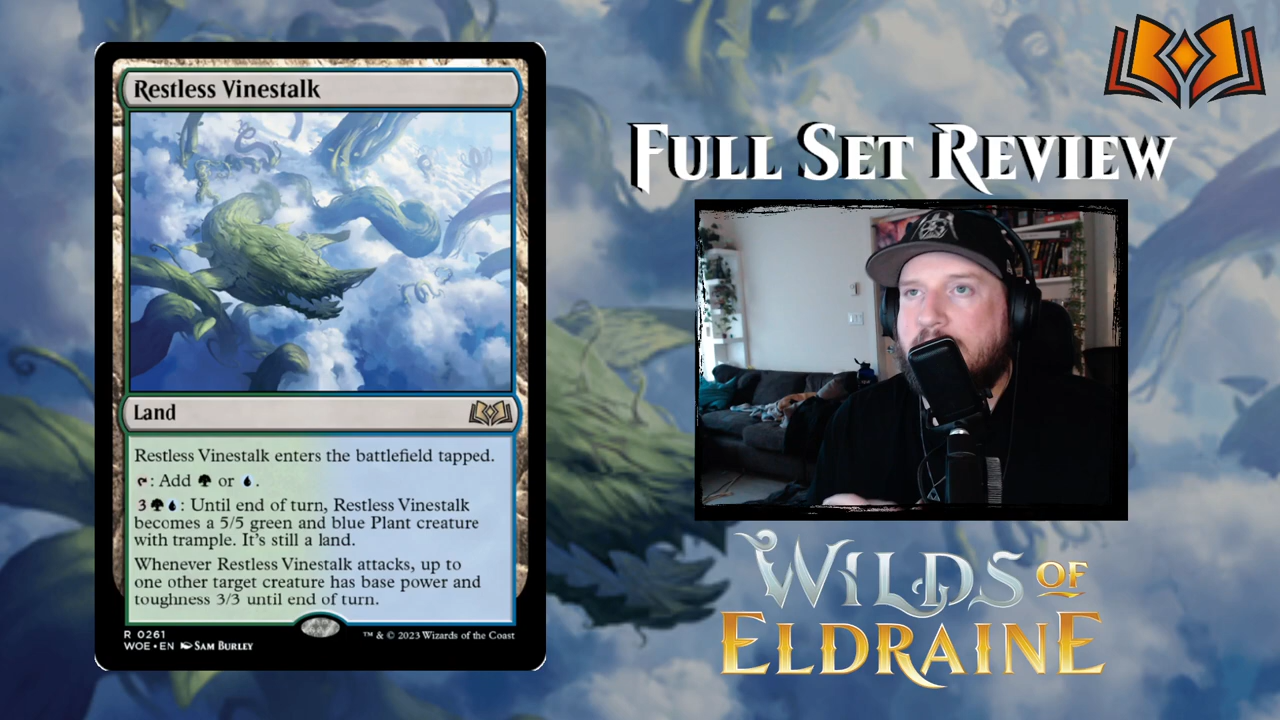 Restless Vinestalk
Land
Restless Vinestalk enters the battlefield tapped.
: Add or .
3 : Until end of turn, Restless Vinestalk
becomes a 5/5 green and blue Plant creature
with trample. It's still a land.
Whenever Restless Vinestalk attacks, up to
one other target creature has base power and
toughness 3/3 until end of turn.
R 0261
WOE • EN Sam Burley
™ & © 2023 Wizards of the Coast
Full Set Review
Wilds of
Eldraine